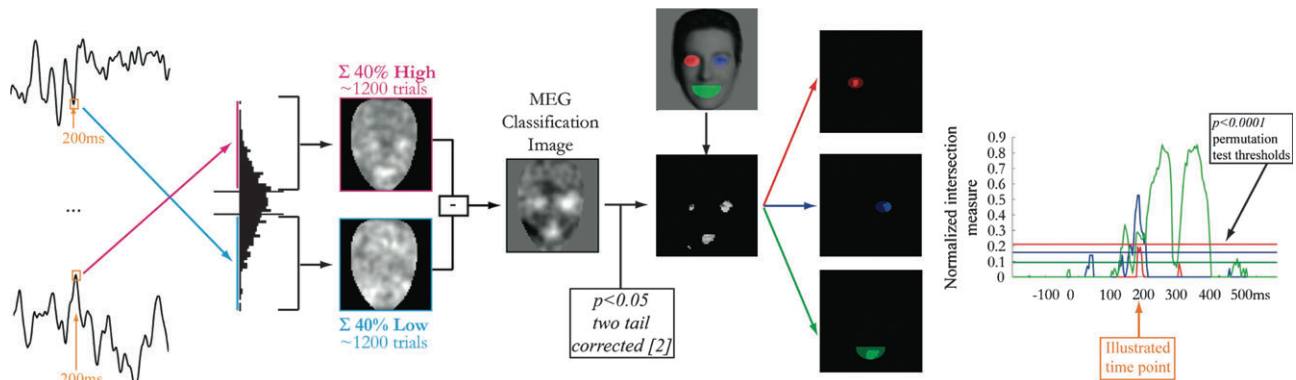 200ms
...
200ms
Σ 40% High
~1200 trials
Σ 40% Low
~1200 trials
-
MEG
Classification
Image
p<0.05
two tail
corrected [2]
Normalized intersection
measure
0.9
0.8
0.7
0.6
0.5
0.4
0.3
0.2
0.1
0
-100 0 100 200 300 400 500ms
p<0.0001
permutation
test thresholds
Illustrated
time point